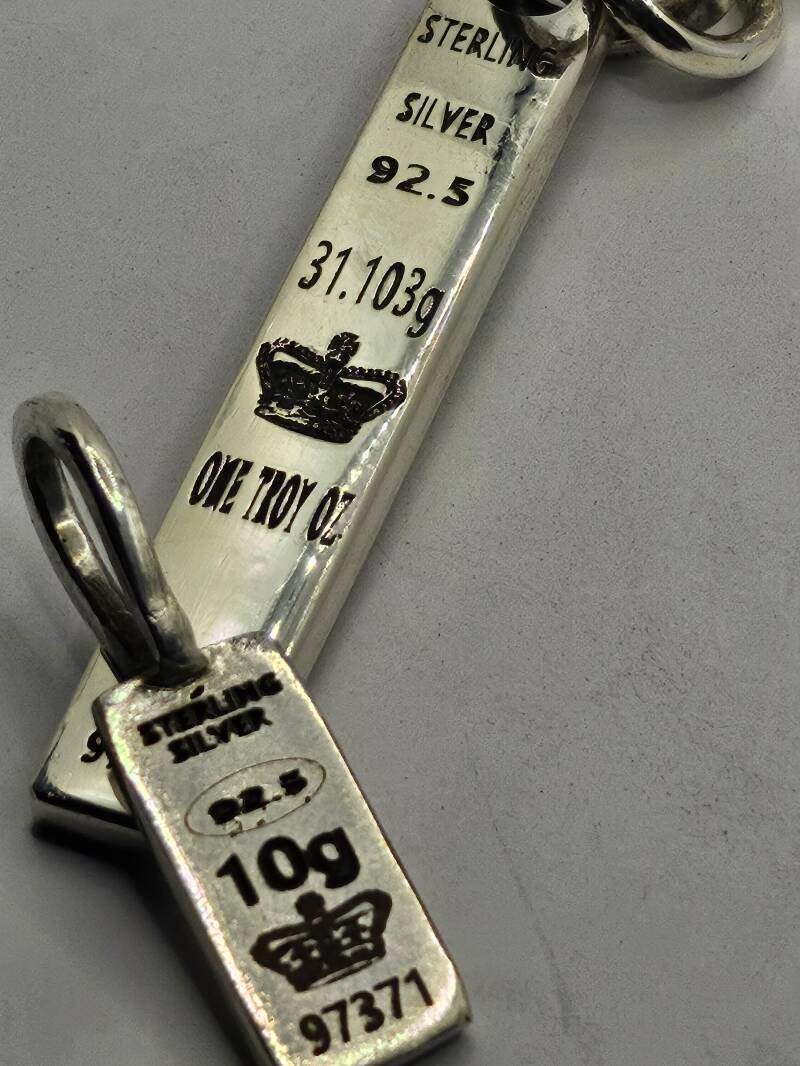 STERLING
SILVER
92.5
31.103g
ONE TROY OZ
STERLING
SILVER
92.5
10g
97371